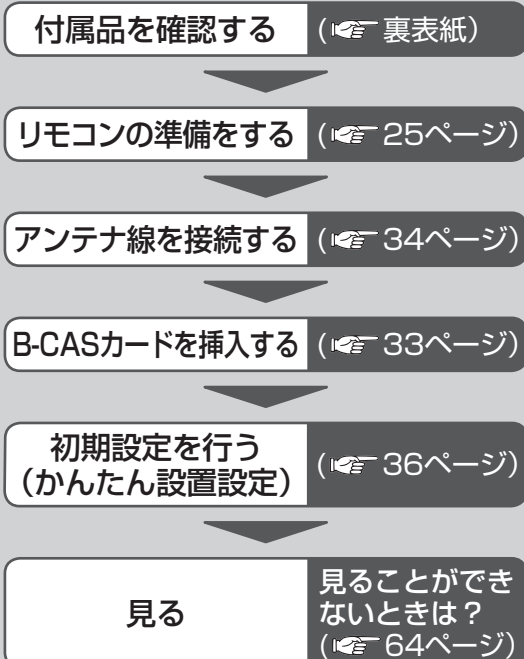 付属品を確認する (☞ 裏表紙)
リモコンの準備をする (☞ 25ページ)
アンテナ線を接続する (☞ 34ページ)
B-CASカードを挿入する (☞ 33ページ)
初期設定を行う
(かんたん設置設定) (☞ 36ページ)
見る
見ることができ
ないときは？
(☞ 64ページ)